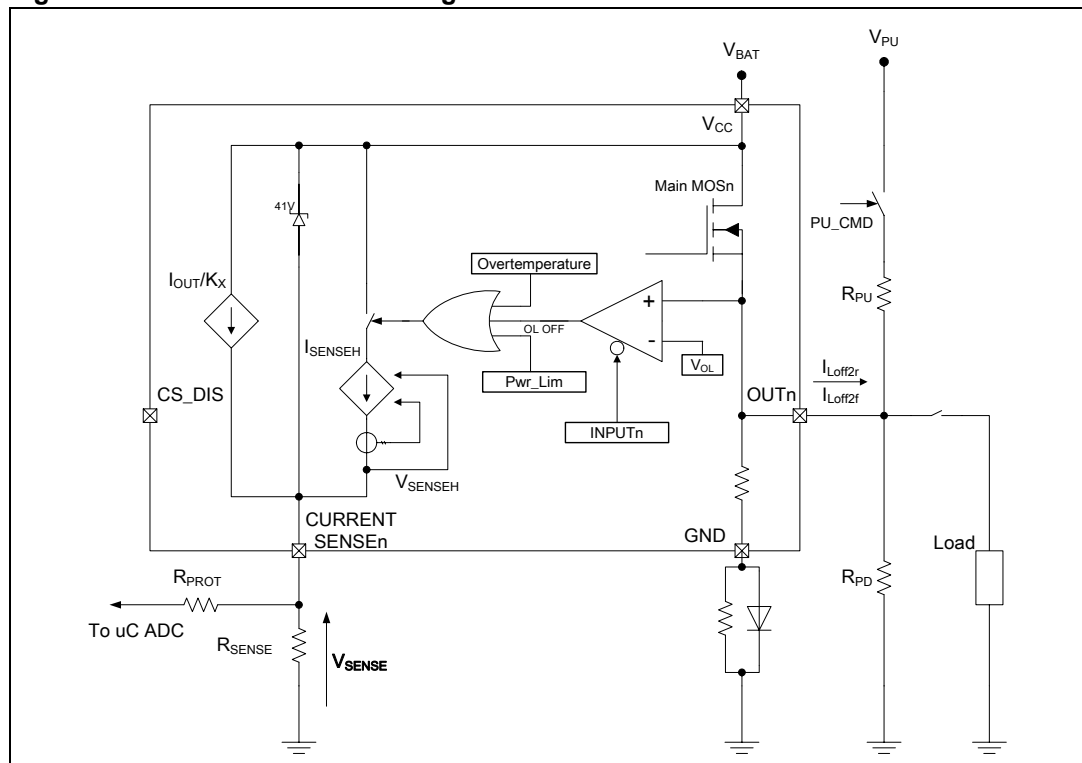 V_BAT
V_PU
V_CC
Main MOSn
41V
PU_CMD
Overtemperature
I_OUT/K_X
R_PU
+
OL OFF
-
I_SENSEH
V_OL
Pwr_Lim
I_Loff2r
CS_DIS
OUTn
I_Loff2f
INPUTn
V_SENSEH
CURRENT
SENSEn
GND
Load
R_PROT
R_PD
To uC ADC
R_SENSE
V_SENSE